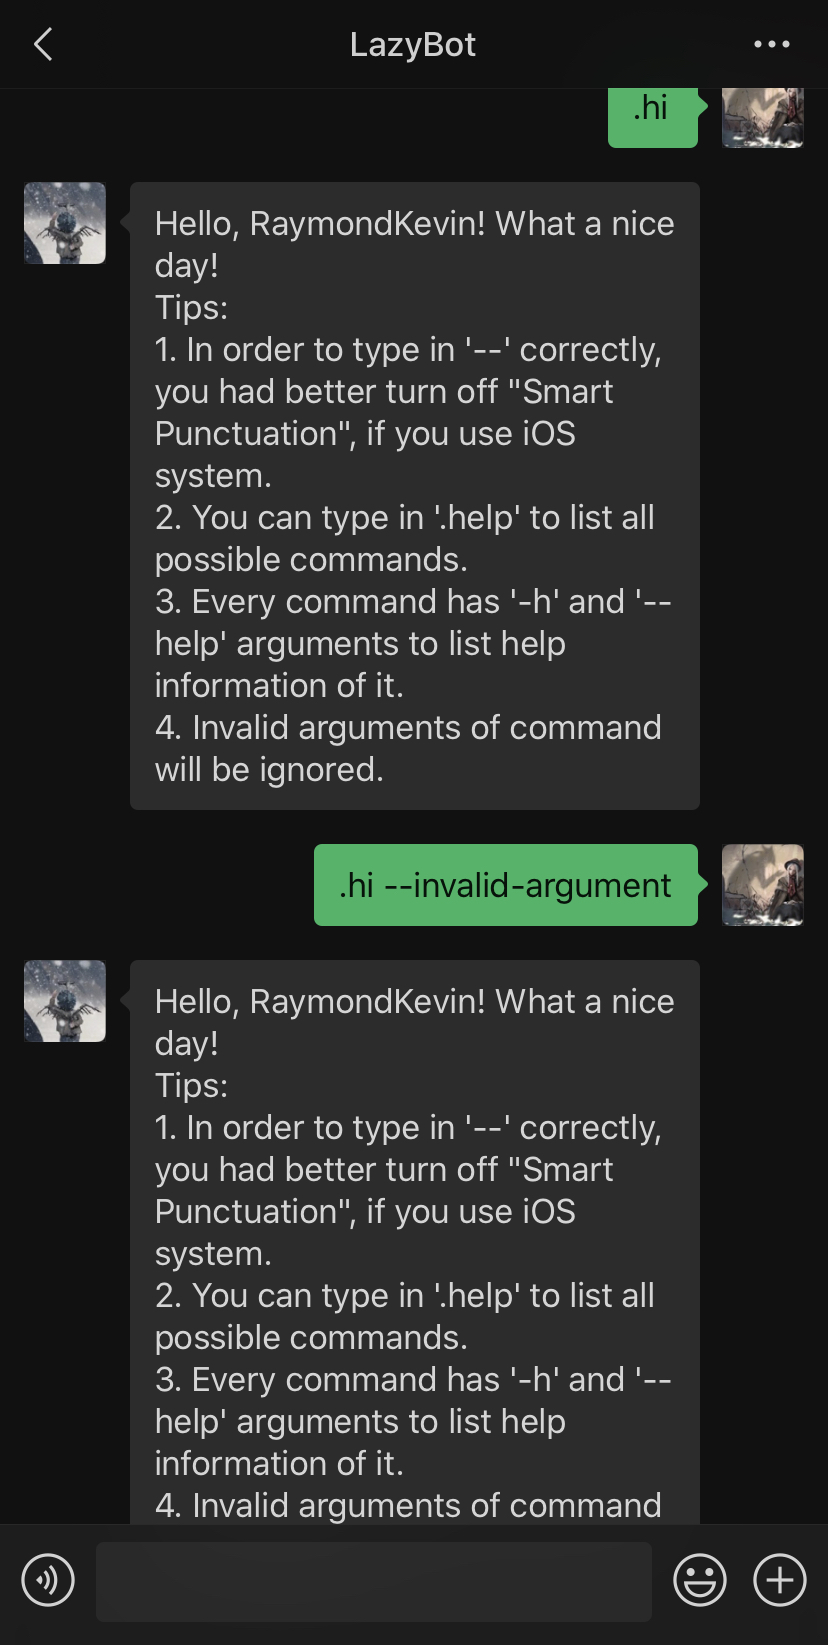 LazyBot
.hi
Hello, RaymondKevin! What a nice
day!
Tips:
1. In order to type in '--' correctly,
you had better turn off "Smart
Punctuation", if you use iOS
system.
2. You can type in '.help' to list all
possible commands.
3. Every command has '-h' and '--
help' arguments to list help
information of it.
4. Invalid arguments of command
will be ignored.
.hi --invalid-argument
Hello, RaymondKevin! What a nice
day!
Tips:
1. In order to type in '--' correctly,
you had better turn off "Smart
Punctuation", if you use iOS
system.
2. You can type in '.help' to list all
possible commands.
3. Every command has '-h' and '--
help' arguments to list help
information of it.
4. Invalid arguments of command